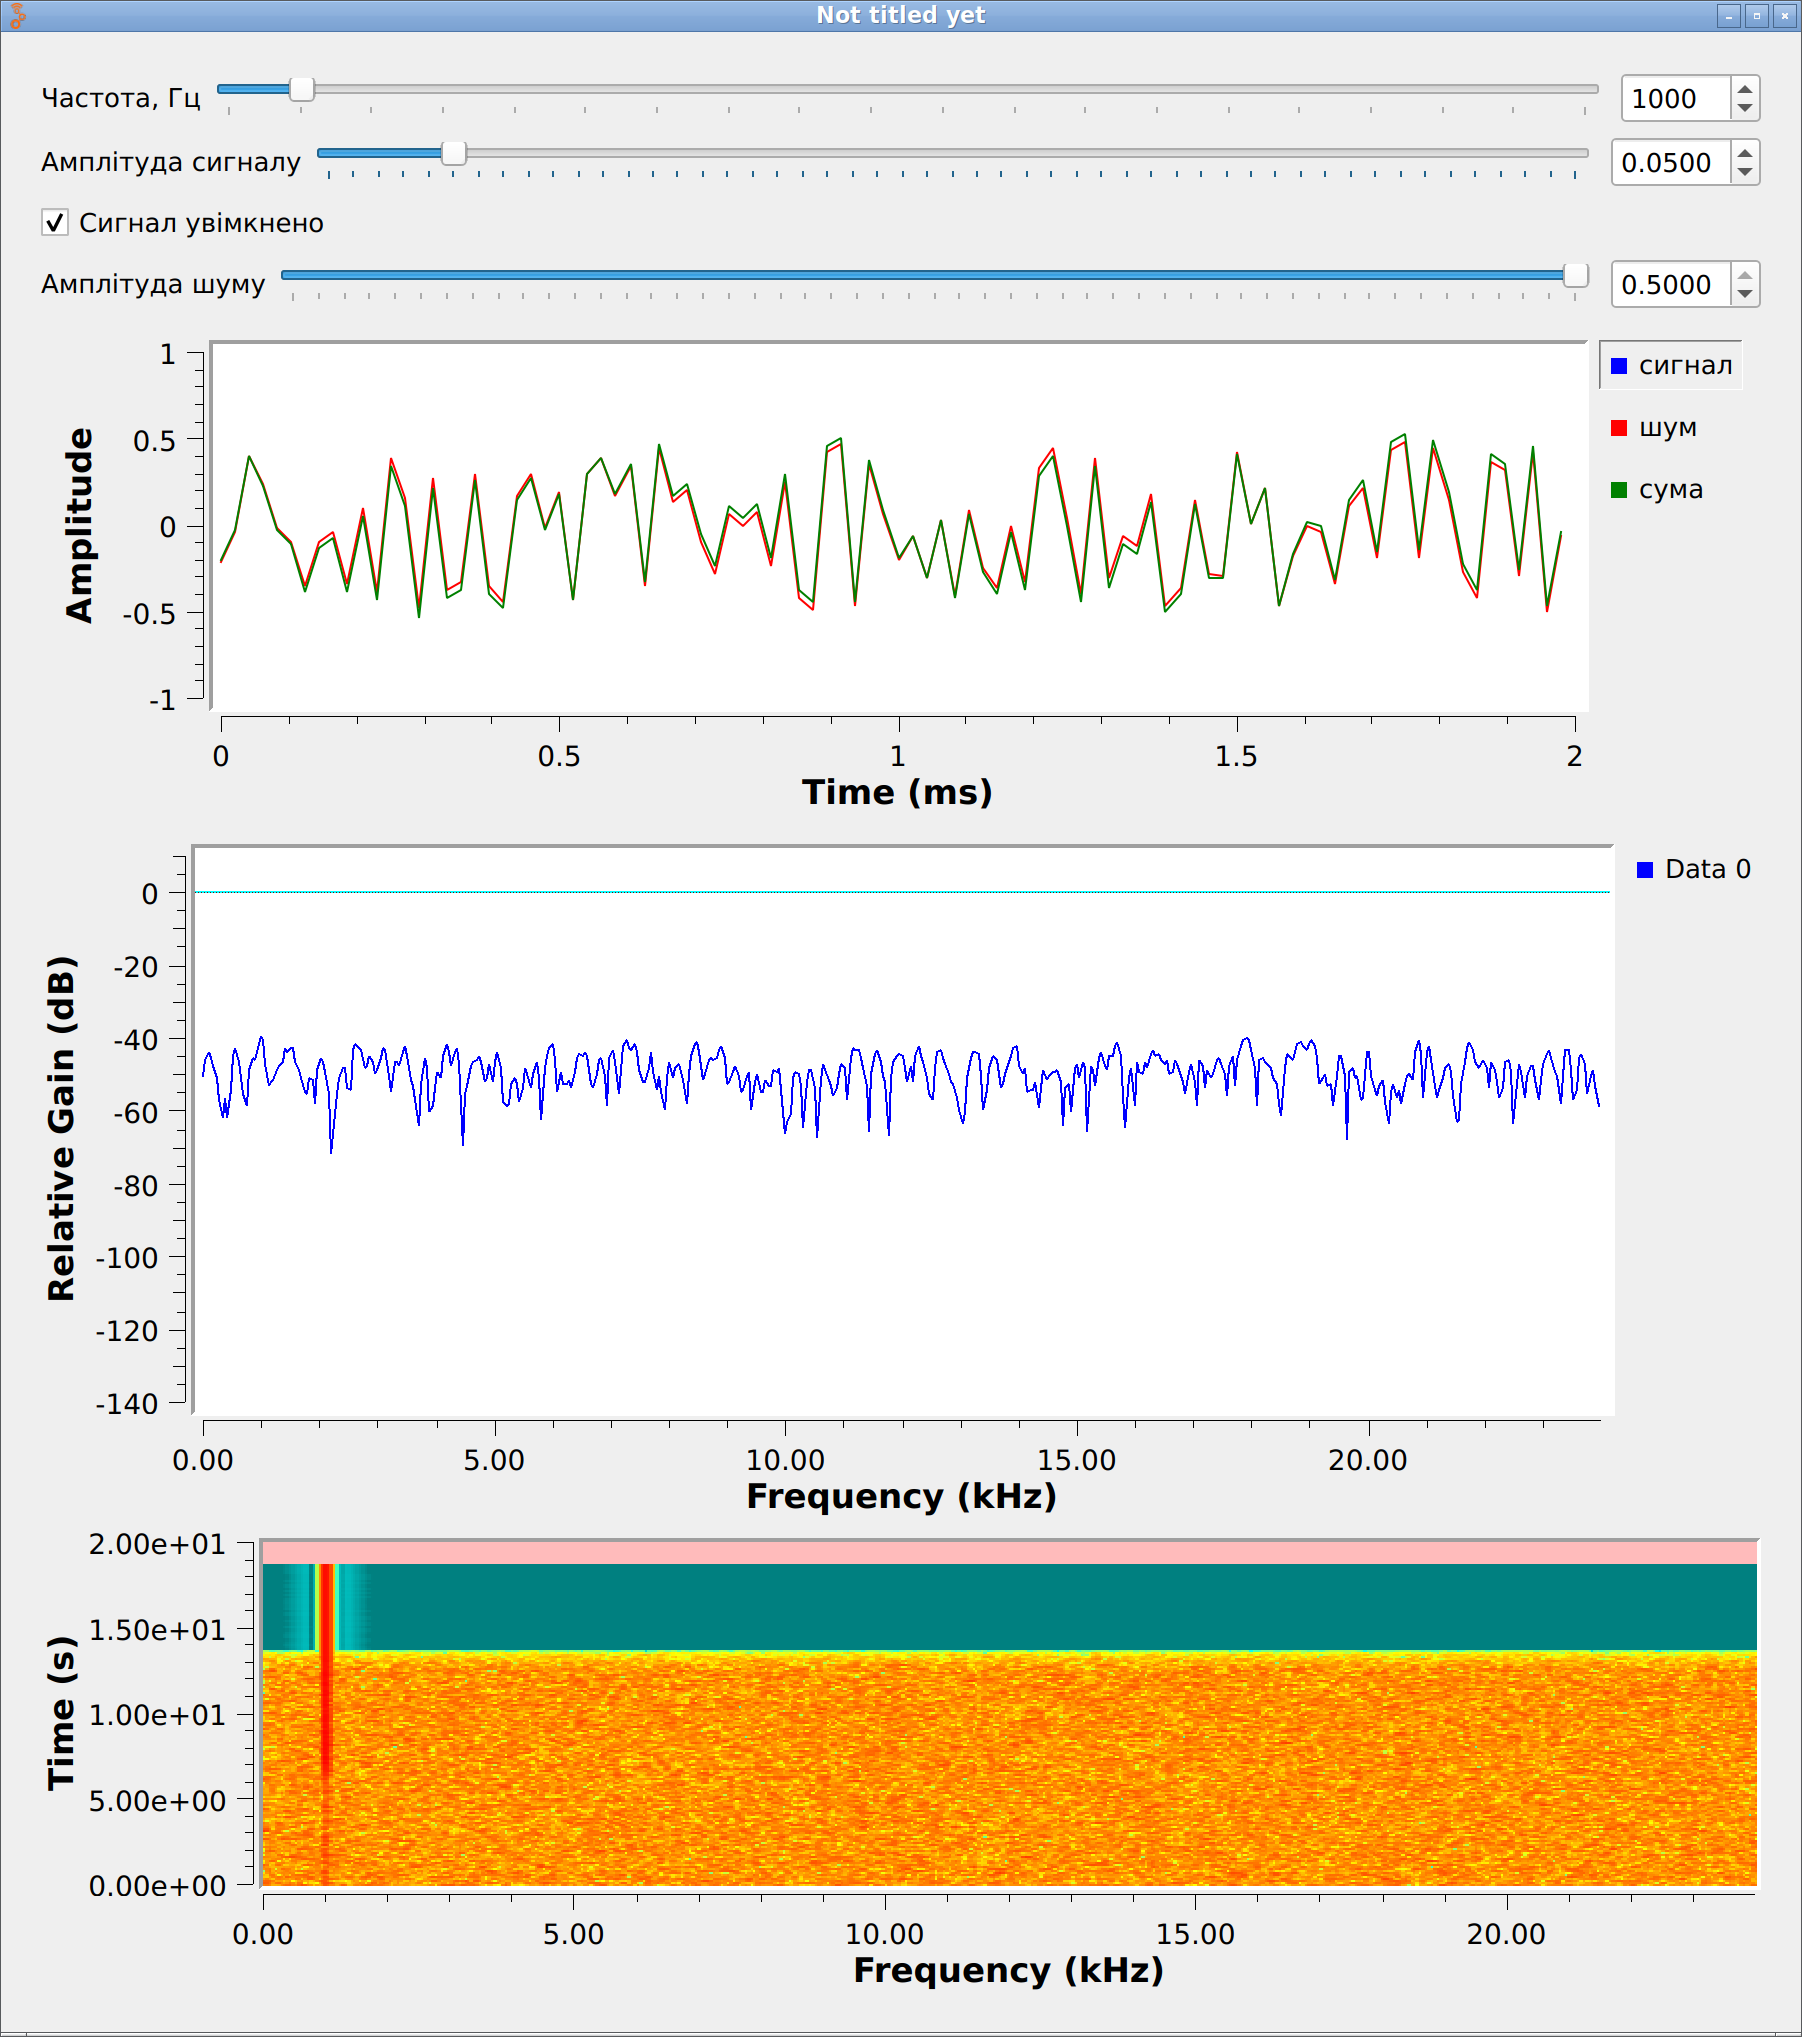 Not titled yet
Частота, Гц 1000
Амплітуда сигналу 0.0500
Сигнал увімкнено
Амплітуда шуму 0.5000
1
0.5
0
-0.5
-1
Amplitude
сигнал
шум
сума
0 0.5 1 1.5 2
Time (ms)
0
-20
-40
-60
-80
-100
-120
-140
Relative Gain (dB)
Data 0
0.00 5.00 10.00 15.00 20.00
Frequency (kHz)
2.00e+01
1.50e+01
1.00e+01
5.00e+00
0.00e+00
Time (s)
0.00 5.00 10.00 15.00 20.00
Frequency (kHz)